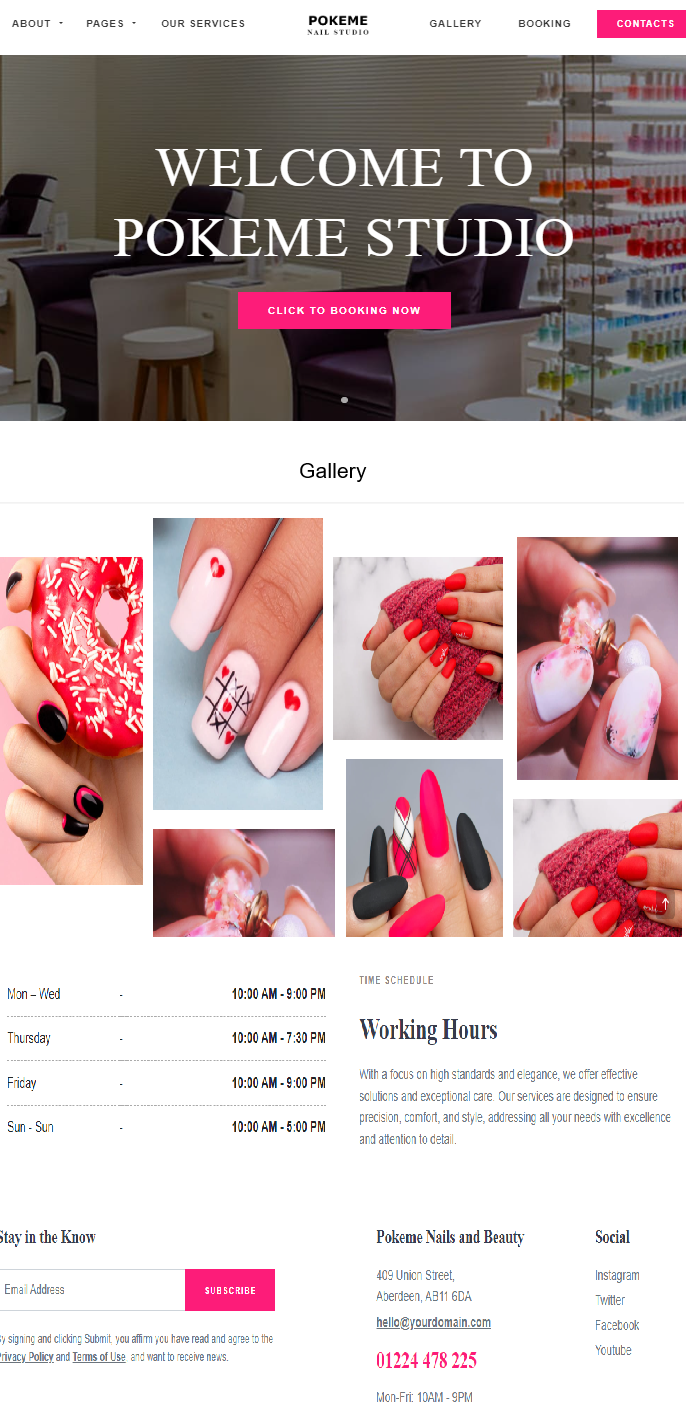 ABOUT PAGES OUR SERVICES POKEME GALLERY BOOKING CONTACTS
NAIL STUDIO
WELCOME TO
POKEME STUDIO
CLICK TO BOOKING NOW
Gallery
Mon – Wed - 10:00 AM - 9:00 PM
Thursday - 10:00 AM - 7:30 PM
Friday - 10:00 AM - 9:00 PM
Sun - Sun - 10:00 AM - 5:00 PM
TIME SCHEDULE
Working Hours
With a focus on high standards and elegance, we offer effective
solutions and exceptional care. Our services are designed to ensure
precision, comfort, and style, addressing all your needs with excellence
and attention to detail.
Stay in the Know
Email Address SUBSCRIBE
By signing and clicking Submit, you affirm you have read and agree to the
Privacy Policy and Terms of Use, and want to receive news.
Pokeme Nails and Beauty
409 Union Street,
Aberdeen, AB11 6DA
hello@yourdomain.com
01224 478 225
Mon-Fri: 10AM - 9PM
Social
Instagram
Twitter
Facebook
Youtube